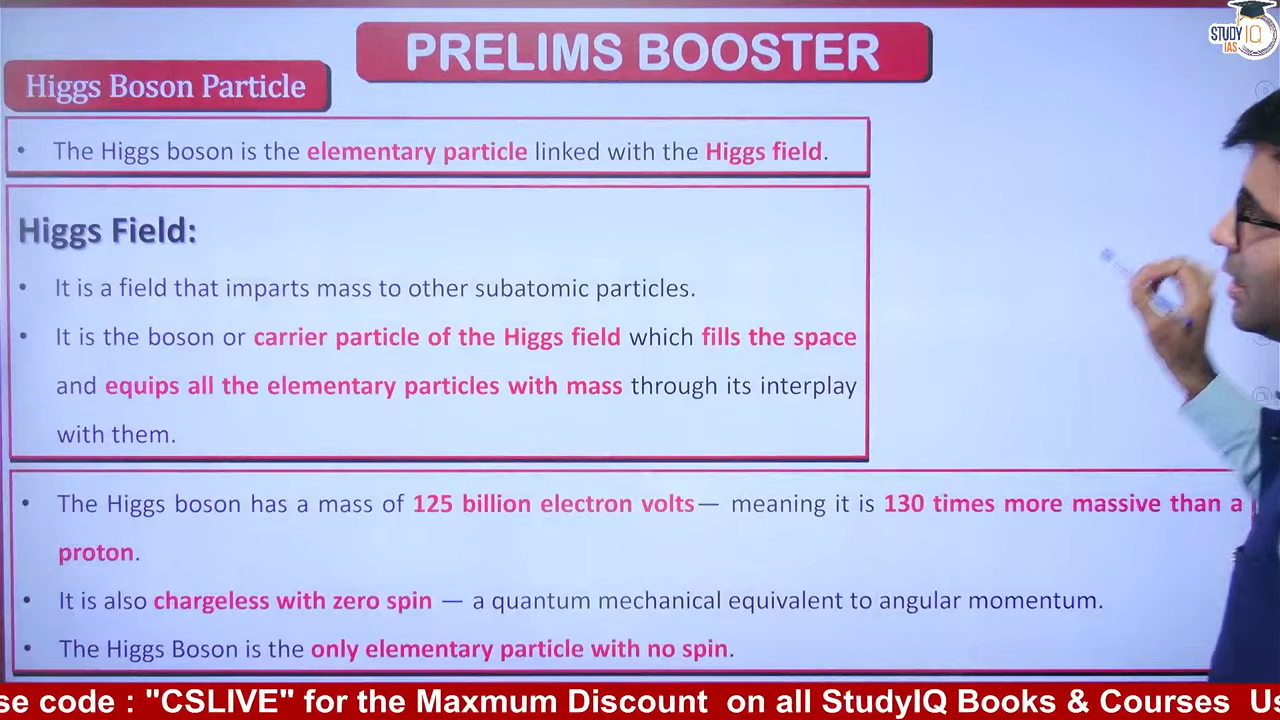 STUDY IQ
IAS
PRELIMS BOOSTER
Higgs Boson Particle
• The Higgs boson is the elementary particle linked with the Higgs field.
Higgs Field:
• It is a field that imparts mass to other subatomic particles.
• It is the boson or carrier particle of the Higgs field which fills the space
and equips all the elementary particles with mass through its interplay
with them.
• The Higgs boson has a mass of 125 billion electron volts— meaning it is 130 times more massive than a
proton.
• It is also chargeless with zero spin — a quantum mechanical equivalent to angular momentum.
• The Higgs Boson is the only elementary particle with no spin.
se code : "CSLIVE" for the Maxmum Discount on all StudyIQ Books & Courses Us